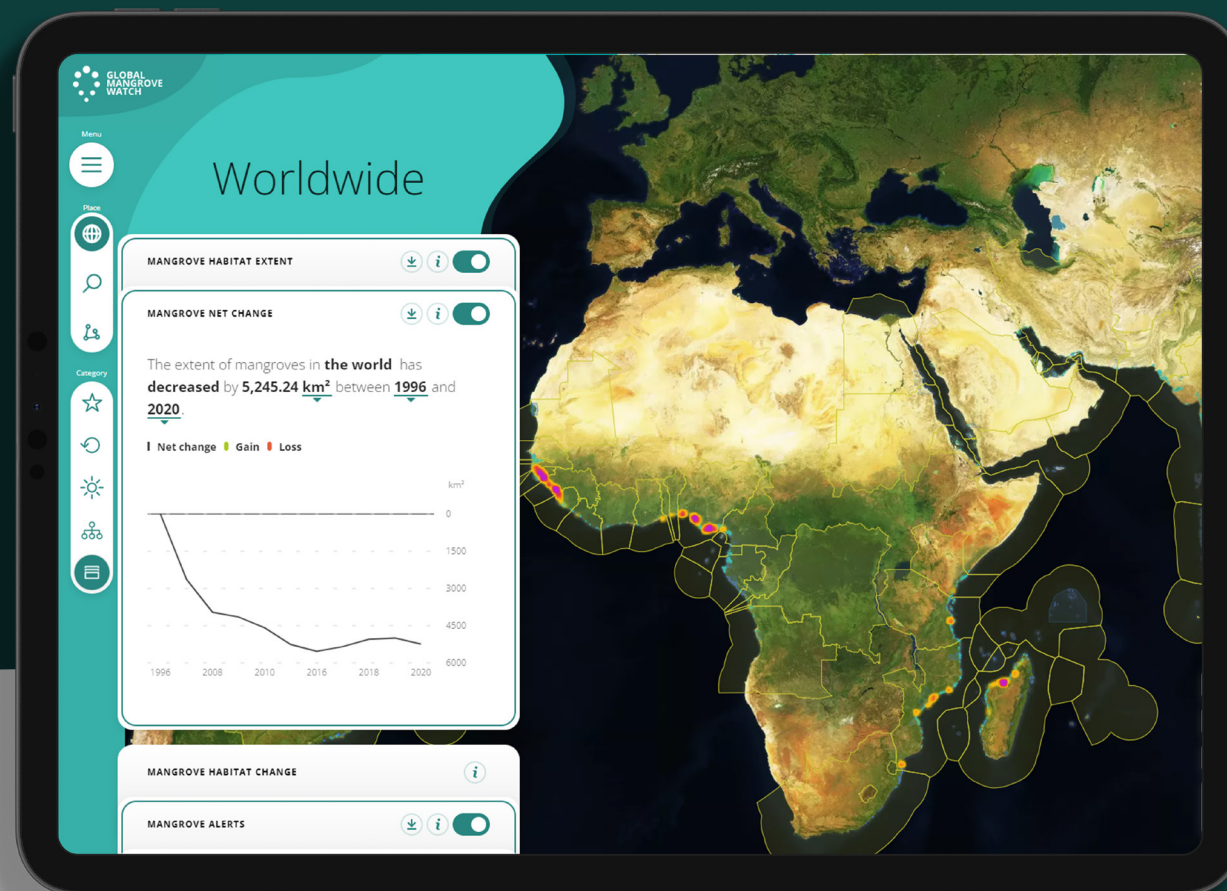 GLOBAL
MANGROVE
WATCH
Menu
Place
Category
Worldwide
MANGROVE HABITAT EXTENT
MANGROVE NET CHANGE
The extent of mangroves in the world has
decreased by 5,245.24 km² between 1996 and
2020.
Net change Gain Loss
km²
0
1500
3000
4500
6000
1996 2008 2010 2016 2018 2020
MANGROVE HABITAT CHANGE
MANGROVE ALERTS